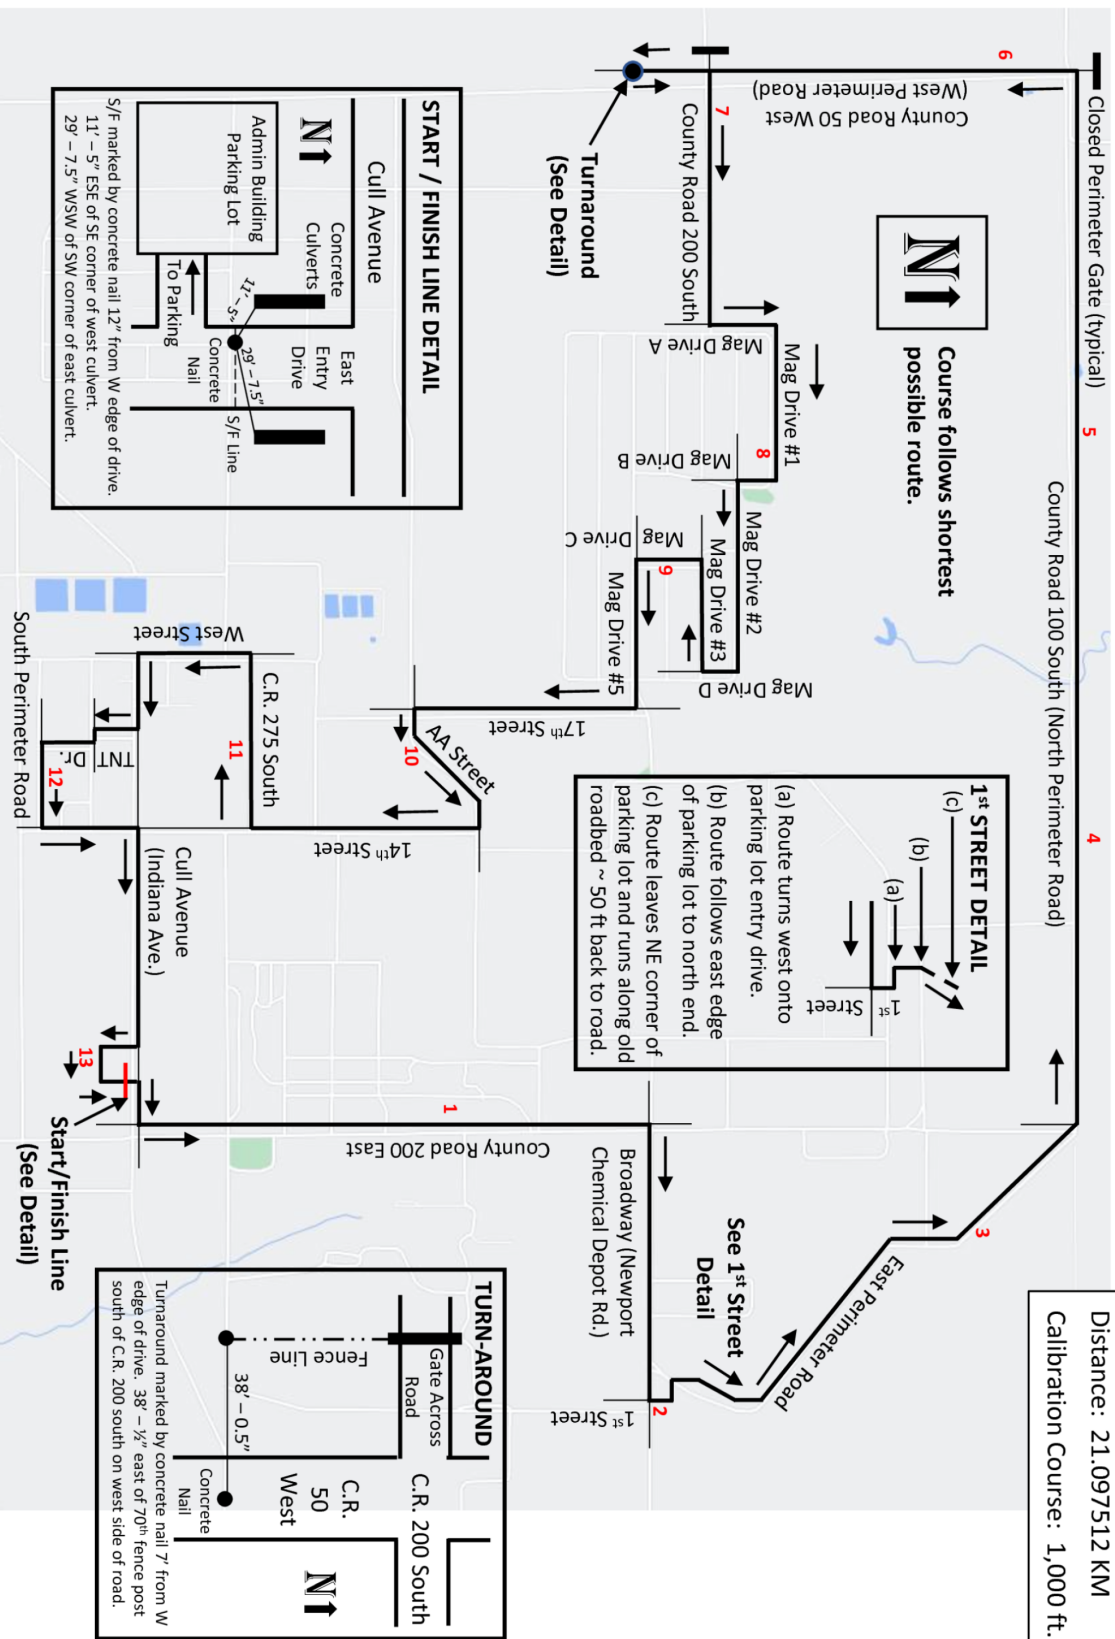 Distance: 21.097512 KM
Calibration Course: 1,000 ft.
Closed Perimeter Gate (typical)
County Road 100 South (North Perimeter Road)
6
5
4
3
County Road 50 West
(West Perimeter Road)
N
Course follows shortest
possible route.
1st STREET DETAIL
(c)
(b)
(a)
1st
Street
(a) Route turns west onto
parking lot entry drive.
(b) Route follows east edge
of parking lot to north end.
(c) Route leaves NE corner of
parking lot and runs along old
roadbed ~ 50 ft back to road.
East Perimeter Road
See 1st Street
Detail
Broadway (Newport
Chemical Depot Rd.)
1st Street
2
7
County Road 200 South
Turnaround
(See Detail)
Mag Drive A
Mag Drive #1
8
Mag Drive B
Mag Drive #2
Mag Drive #3
Mag Drive D
Mag
Drive C
9
Mag Drive #5
17th Street
AA Street
10
14th Street
C.R. 275 South
11
West Street
TNT
Dr.
12
South Perimeter Road
Cull Avenue
(Indiana Ave.)
13
1
County Road 200 East
Start/Finish Line
(See Detail)
START / FINISH LINE DETAIL
Cull Avenue
N
Concrete
Culverts
East
Entry
Drive
Admin Building
Parking Lot
To Parking
11' – 5"
29' – 7.5"
Concrete
Nail
S/F Line
S/F marked by concrete nail 12" from W edge of drive.
11' – 5" ESE of SE corner of west culvert.
29' – 7.5" WSW of SW corner of east culvert.
TURN-AROUND
Gate Across
Road
C.R. 200 South
Fence Line
C.R.
50
West
N
38' – 0.5"
Concrete
Nail
Turnaround marked by concrete nail 7' from W
edge of drive. 38' – ½" east of 70th fence post
south of C.R. 200 south on west side of road.